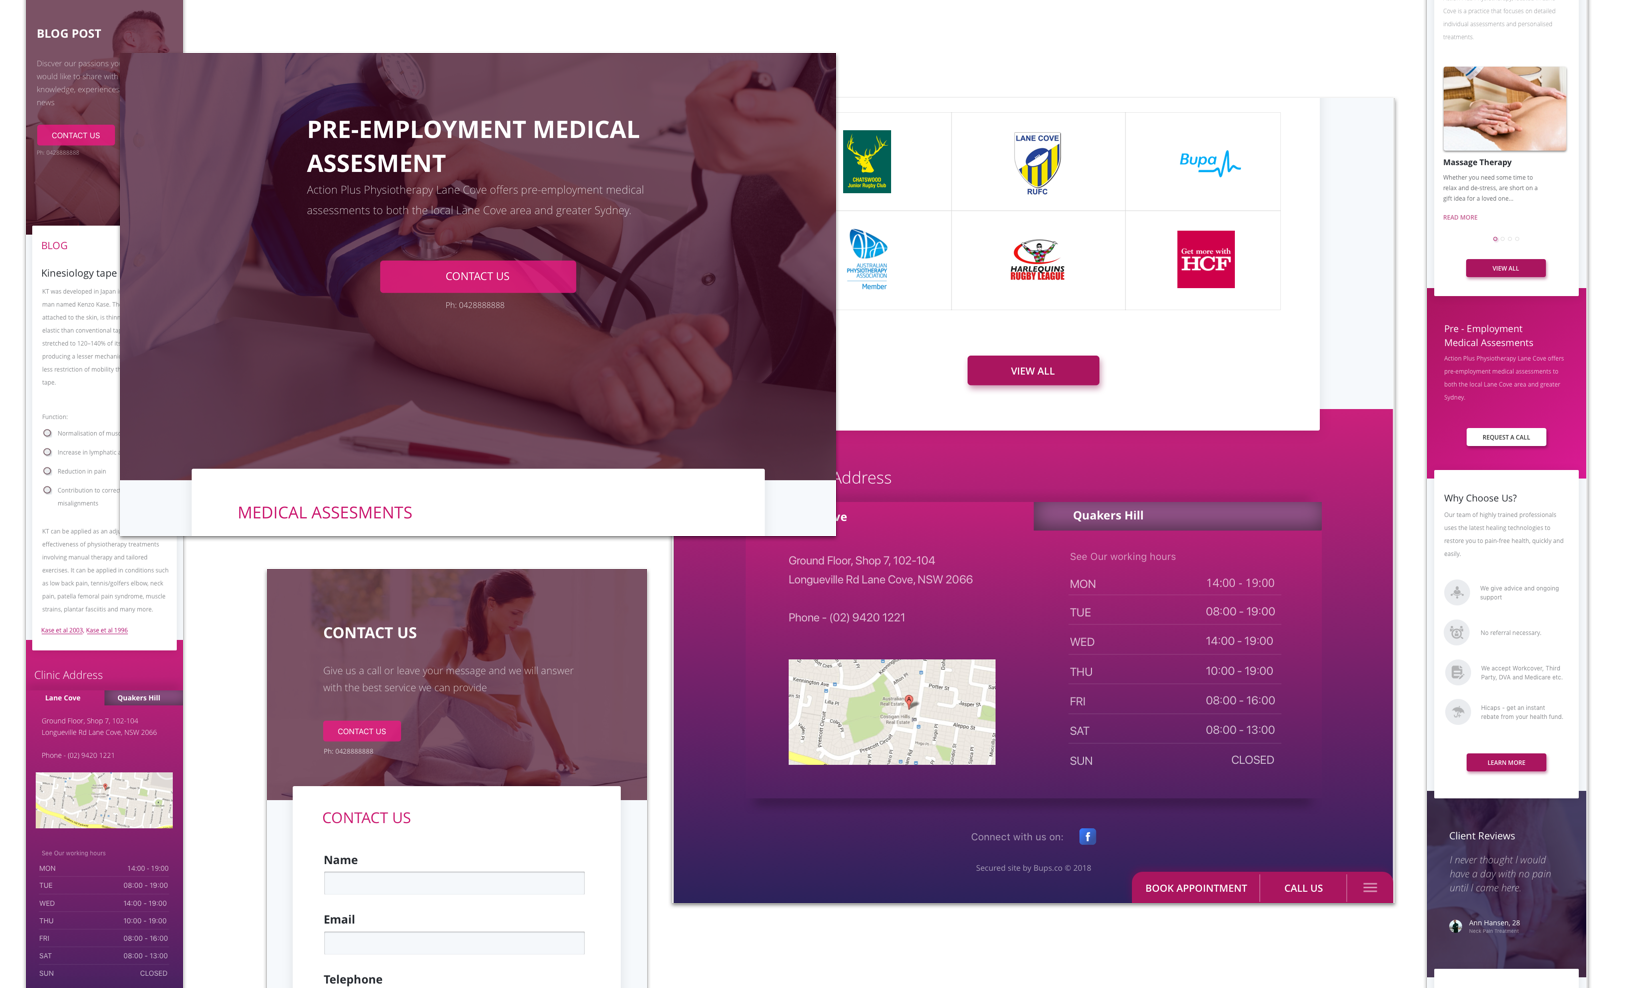 BLOG POST
Discver our passions you
would like to share with
knowledge, experiences
news
CONTACT US
Ph: 0428888888
BLOG
Kinesiology tape
KT was developed in Japan
man named Kenzo Kase. The
attached to the skin, is thinn
elastic than conventional tap
stretched to 120–140% of its
producing a lesser mechani
less restriction of mobility th
tape.
Function:
Normalisation of musc
Increase in lymphatic
Reduction in pain
Contribution to correc
misalignments
KT can be applied as an adj
effectiveness of physiotherapy treatments
involving manual therapy and tailored
exercises. It can be applied in conditions such
as low back pain, tennis/golfers elbow, neck
pain, patella femoral pain syndrome, muscle
strains, plantar fasciitis and many more.
Kase et al 2003, Kase et al 1996
Clinic Address
Lane Cove
Quakers Hill
Ground Floor, Shop 7, 102-104
Longueville Rd Lane Cove, NSW 2066
Phone - (02) 9420 1221
See Our working hours
MON 14:00 - 19:00
TUE 08:00 - 19:00
WED 14:00 - 19:00
THU 10:00 - 19:00
FRI 08:00 - 16:00
SAT 08:00 - 13:00
SUN CLOSED
PRE-EMPLOYMENT MEDICAL
ASSESMENT
Action Plus Physiotherapy Lane Cove offers pre-employment medical
assessments to both the local Lane Cove area and greater Sydney.
CONTACT US
Ph: 0428888888
MEDICAL ASSESMENTS
CONTACT US
Give us a call or leave your message and we will answer
with the best service we can provide
CONTACT US
Ph: 0428888888
CONTACT US
Name
Email
Telephone
CHATSWOOD
Junior Rugby Club
LANE COVE
RUFC
Bupa
APA
AUSTRALIAN
PHYSIOTHERAPY
ASSOCIATION
Member
HARLEQUINS
RUGBY LEAGUE
Get more with
HCF
VIEW ALL
Address
ve
Quakers Hill
Ground Floor, Shop 7, 102-104
Longueville Rd Lane Cove, NSW 2066
Phone - (02) 9420 1221
See Our working hours
MON 14:00 - 19:00
TUE 08:00 - 19:00
WED 14:00 - 19:00
THU 10:00 - 19:00
FRI 08:00 - 16:00
SAT 08:00 - 13:00
SUN CLOSED
Connect with us on:
Secured site by Bups.co © 2018
BOOK APPOINTMENT
CALL US
Cove is a practice that focuses on detailed
individual assessments and personalised
treatments
Massage Therapy
Whether you need some time to
relax and de-stress, are short on a
gift idea for a loved one...
READ MORE
VIEW ALL
Pre - Employment
Medical Assesments
Action Plus Physiotherapy Lane Cove offers
pre-employment medical assessments to
both the local Lane Cove area and greater
Sydney.
REQUEST A CALL
Why Choose Us?
Our team of highly trained professionals
uses the latest healing technologies to
restore you to pain-free health, quickly and
easily.
We give advice and ongoing
support
No referral necessary.
We accept Workcover, Third
Party, DVA and Medicare etc.
Hicaps – get an instant
rebate from your health fund.
LEARN MORE
Client Reviews
I never thought I would
have a day with no pain
until I come here.
Ann Hansen, 28
Neck Pain Treatment